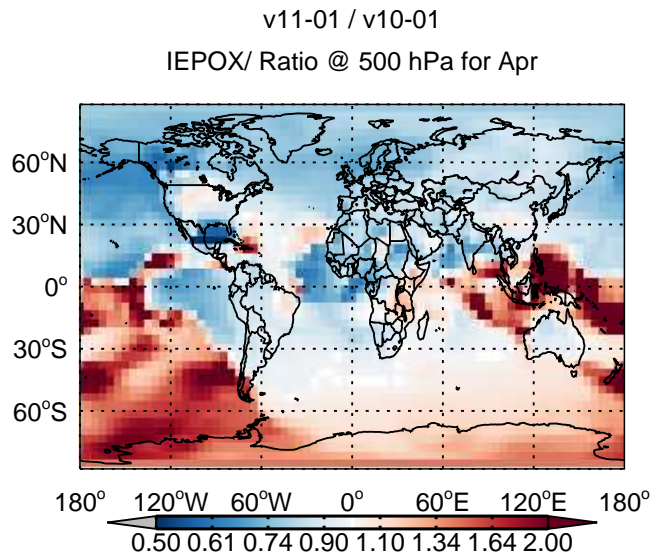 v11-01 / v10-01
IEPOX/ Ratio @ 500 hPa for Apr
60°N
30°N
0°
30°S
60°S
180° 120°W 60°W 0° 60°E 120°E 180°
0.50 0.61 0.74 0.90 1.10 1.34 1.64 2.00